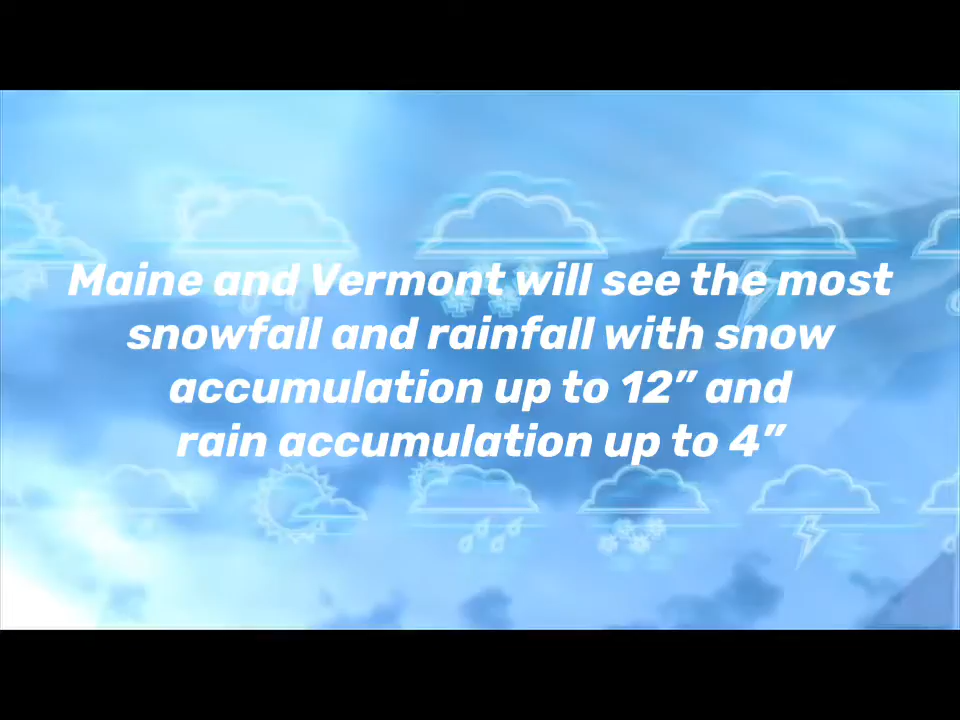 Maine and Vermont will see the most
snowfall and rainfall with snow
accumulation up to 12” and
rain accumulation up to 4”